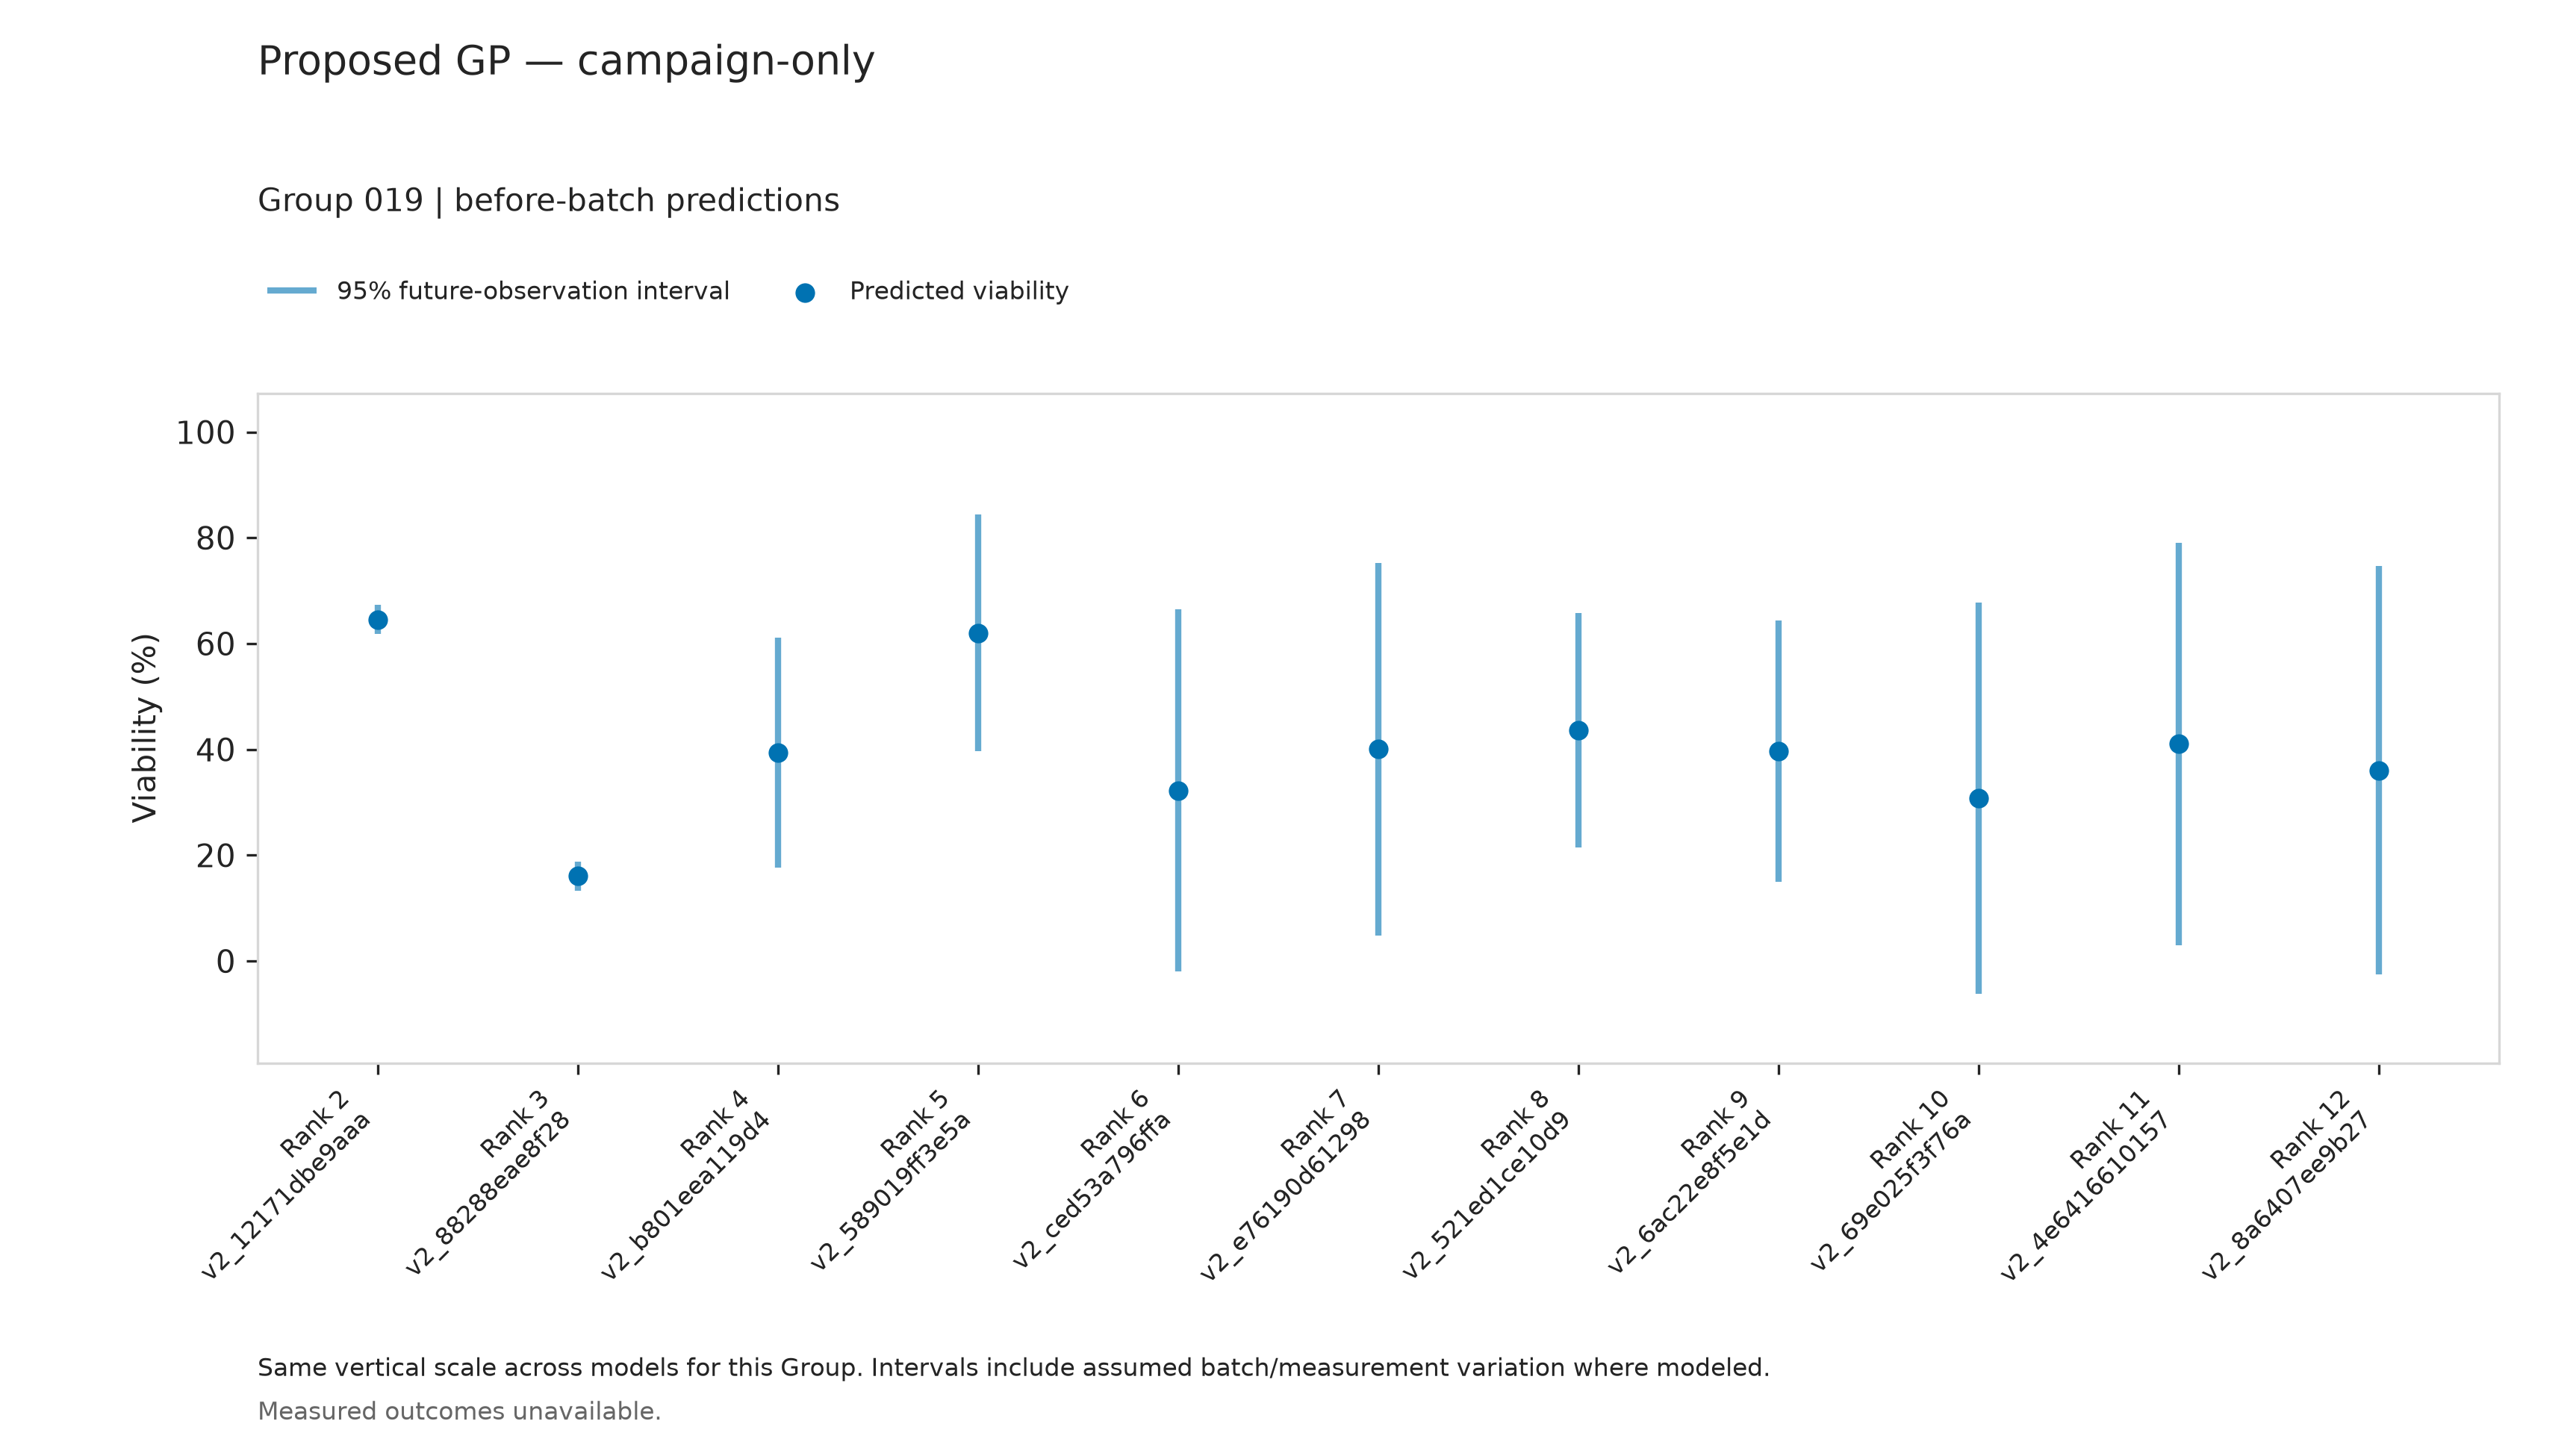 Proposed GP — campaign-only
Group 019 | before-batch predictions
95% future-observation interval
Predicted viability
100
80
60
40
20
0
Viability (%)
Rank 2
v2_12171dbe9aaa
Rank 3
v2_88288eae8f28
Rank 4
v2_b801eea119d4
Rank 5
v2_589019ff3e5a
Rank 6
v2_ced53a796ffa
Rank 7
v2_e76190d61298
Rank 8
v2_521ed1ce10d9
Rank 9
v2_6ac22e8f5e1d
Rank 10
v2_69e025f3f76a
Rank 11
v2_4e6416610157
Rank 12
v2_8a6407ee9b27
Same vertical scale across models for this Group. Intervals include assumed batch/measurement variation where modeled.
Measured outcomes unavailable.